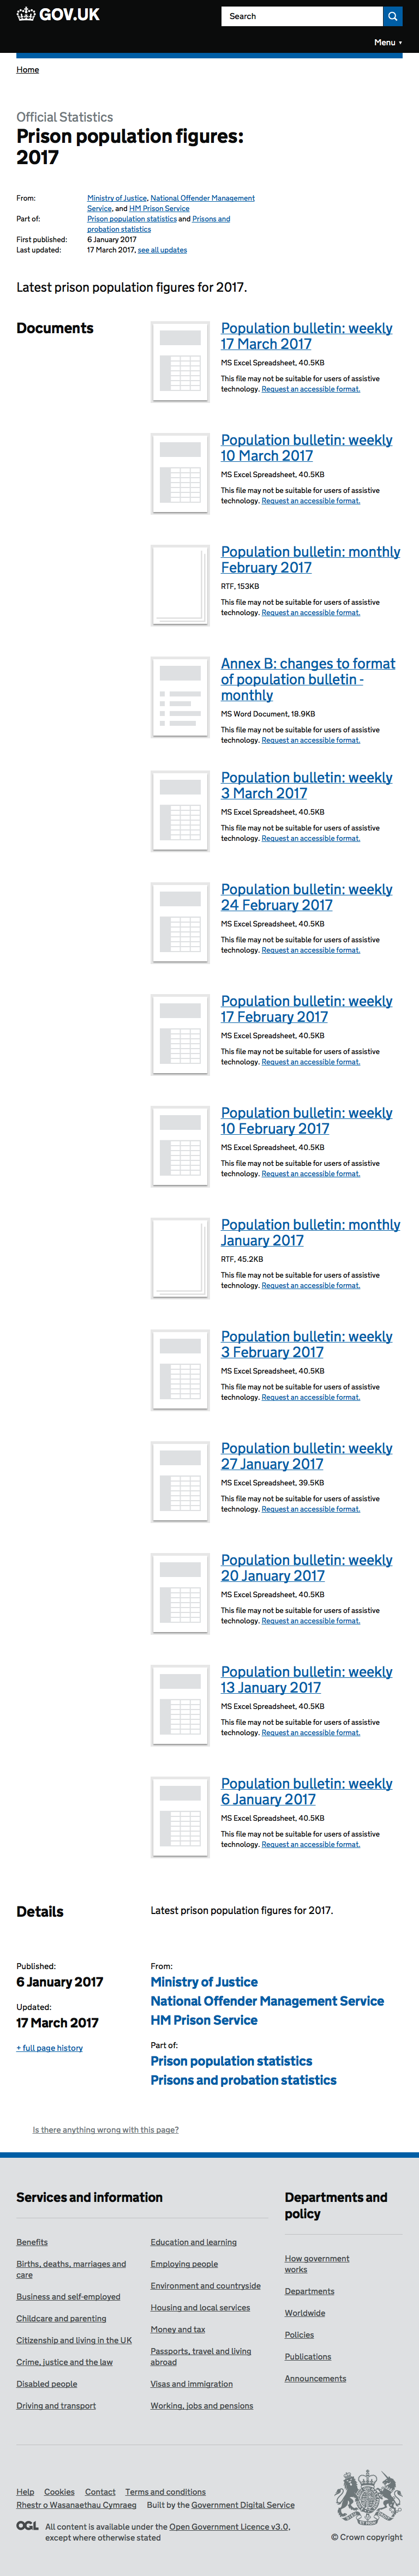 GOV.UK
Search
Menu ▼
Home
Official Statistics
Prison population figures:
2017
From: Ministry of Justice, National Offender Management
Service, and HM Prison Service
Part of: Prison population statistics and Prisons and
probation statistics
First published: 6 January 2017
Last updated: 17 March 2017, see all updates
Latest prison population figures for 2017.
Documents
Population bulletin: weekly
17 March 2017
MS Excel Spreadsheet, 40.5KB
This file may not be suitable for users of assistive
technology. Request an accessible format.
Population bulletin: weekly
10 March 2017
MS Excel Spreadsheet, 40.5KB
This file may not be suitable for users of assistive
technology. Request an accessible format.
Population bulletin: monthly
February 2017
RTF, 153KB
This file may not be suitable for users of assistive
technology. Request an accessible format.
Annex B: changes to format
of population bulletin -
monthly
MS Word Document, 18.9KB
This file may not be suitable for users of assistive
technology. Request an accessible format.
Population bulletin: weekly
3 March 2017
MS Excel Spreadsheet, 40.5KB
This file may not be suitable for users of assistive
technology. Request an accessible format.
Population bulletin: weekly
24 February 2017
MS Excel Spreadsheet, 40.5KB
This file may not be suitable for users of assistive
technology. Request an accessible format.
Population bulletin: weekly
17 February 2017
MS Excel Spreadsheet, 40.5KB
This file may not be suitable for users of assistive
technology. Request an accessible format.
Population bulletin: weekly
10 February 2017
MS Excel Spreadsheet, 40.5KB
This file may not be suitable for users of assistive
technology. Request an accessible format.
Population bulletin: monthly
January 2017
RTF, 45.2KB
This file may not be suitable for users of assistive
technology. Request an accessible format.
Population bulletin: weekly
3 February 2017
MS Excel Spreadsheet, 40.5KB
This file may not be suitable for users of assistive
technology. Request an accessible format.
Population bulletin: weekly
27 January 2017
MS Excel Spreadsheet, 39.5KB
This file may not be suitable for users of assistive
technology. Request an accessible format.
Population bulletin: weekly
20 January 2017
MS Excel Spreadsheet, 40.5KB
This file may not be suitable for users of assistive
technology. Request an accessible format.
Population bulletin: weekly
13 January 2017
MS Excel Spreadsheet, 40.5KB
This file may not be suitable for users of assistive
technology. Request an accessible format.
Population bulletin: weekly
6 January 2017
MS Excel Spreadsheet, 40.5KB
This file may not be suitable for users of assistive
technology. Request an accessible format.
Details
Latest prison population figures for 2017.
Published:
6 January 2017
Updated:
17 March 2017
+ full page history
From:
Ministry of Justice
National Offender Management Service
HM Prison Service
Part of:
Prison population statistics
Prisons and probation statistics
Is there anything wrong with this page?
Services and information
Benefits
Births, deaths, marriages and
care
Business and self-employed
Childcare and parenting
Citizenship and living in the UK
Crime, justice and the law
Disabled people
Driving and transport
Education and learning
Employing people
Environment and countryside
Housing and local services
Money and tax
Passports, travel and living
abroad
Visas and immigration
Working, jobs and pensions
Departments and
policy
How government
works
Departments
Worldwide
Policies
Publications
Announcements
Help Cookies Contact Terms and conditions
Rhestr o Wasanaethau Cymraeg Built by the Government Digital Service
OGL All content is available under the Open Government Licence v3.0,
except where otherwise stated
© Crown copyright